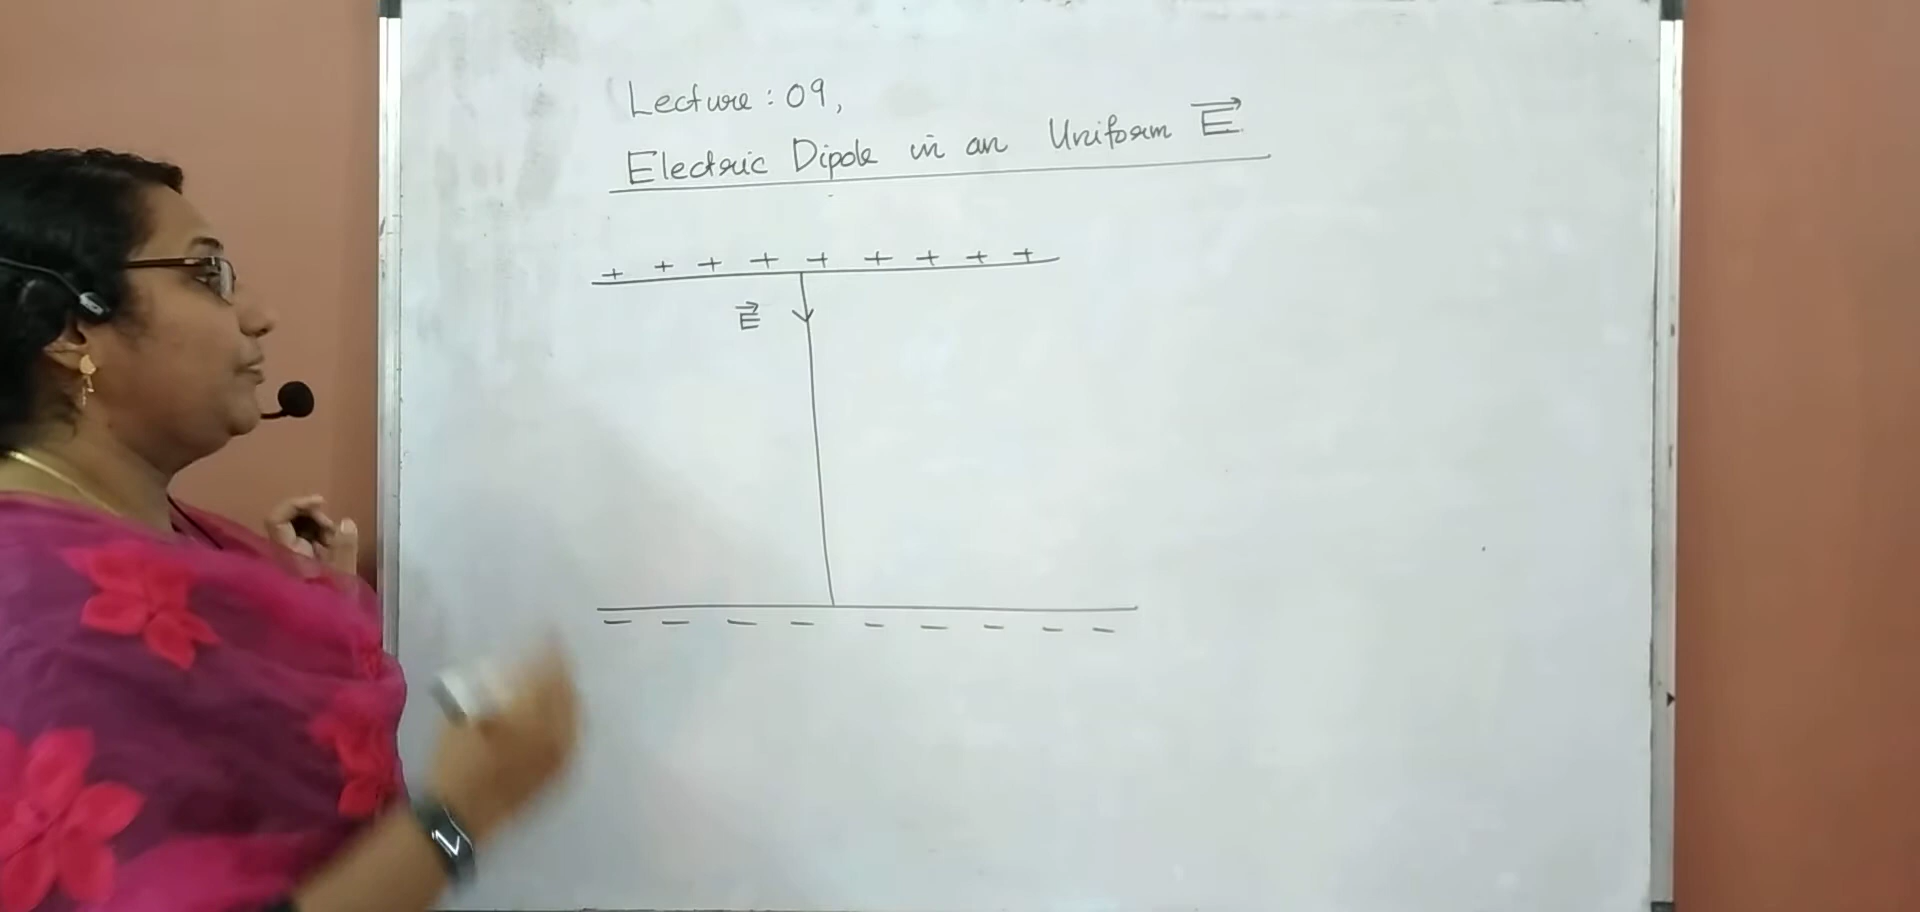 Lecture : 09,
Electric Dipole in an Uniform E⃗
+ + + + + + + + +
E⃗
− − − − − − − − −